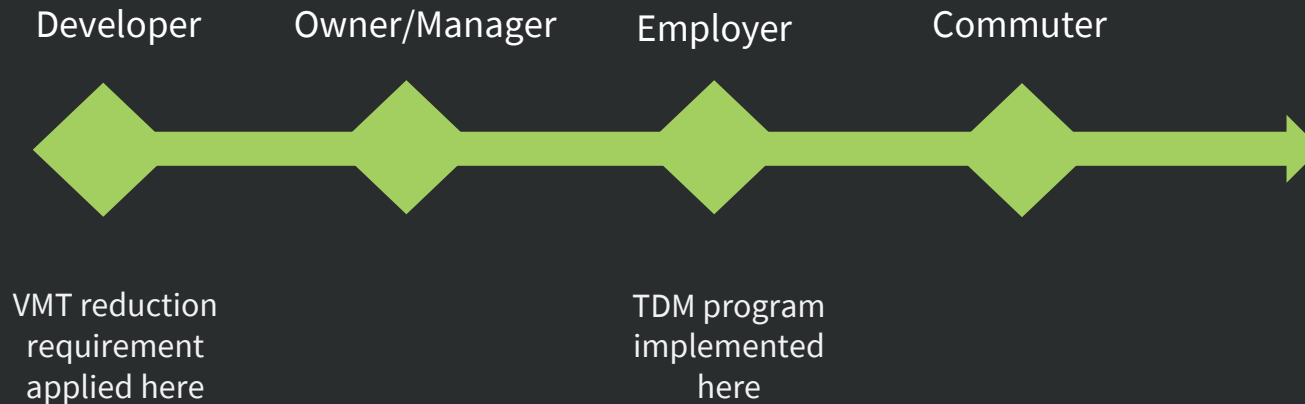 Developer
Owner/Manager
Employer
Commuter
VMT reduction
requirement
applied here
TDM program
implemented
here